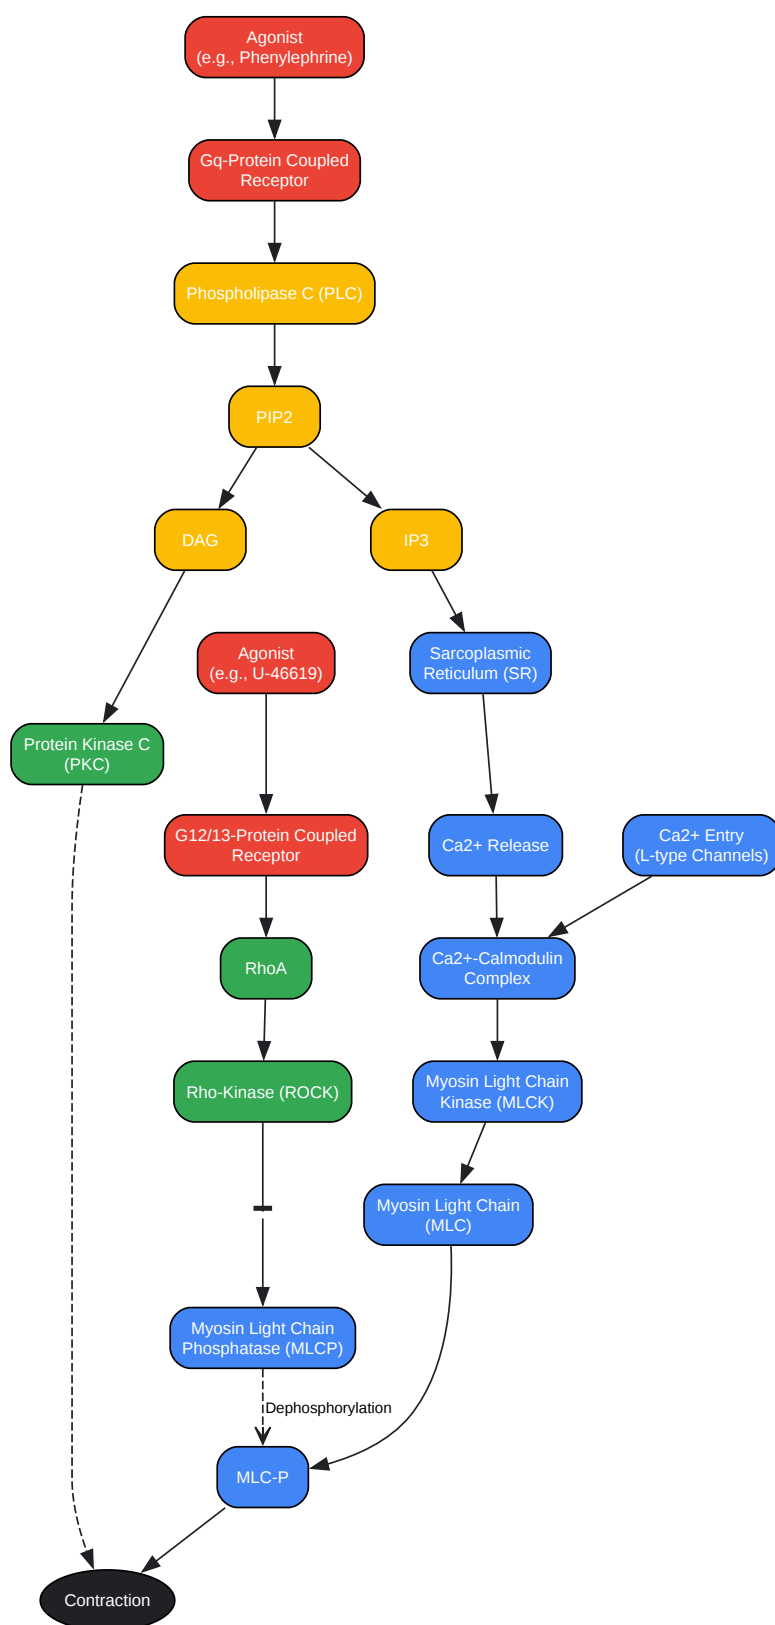 Agonist
(e.g., Phenylephrine)
Gq-Protein Coupled
Receptor
Phospholipase C (PLC)
PIP2
DAG
IP3
Agonist
(e.g., U-46619)
Sarcoplasmic
Reticulum (SR)
Protein Kinase C
(PKC)
G12/13-Protein Coupled
Receptor
Ca2+ Release
Ca2+ Entry
(L-type Channels)
RhoA
Ca2+-Calmodulin
Complex
Rho-Kinase (ROCK)
Myosin Light Chain
Kinase (MLCK)
Myosin Light Chain
(MLC)
Myosin Light Chain
Phosphatase (MLCP)
Dephosphorylation
MLC-P
Contraction